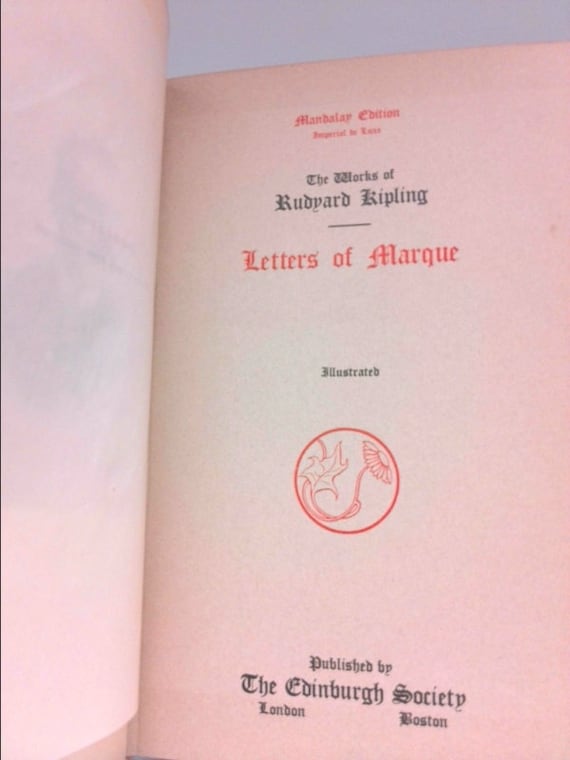 Mandalay Edition
Imperial de Luxe
The Works of
Rudyard Kipling
Letters of Marque
Illustrated
Published by
The Edinburgh Society
London Boston